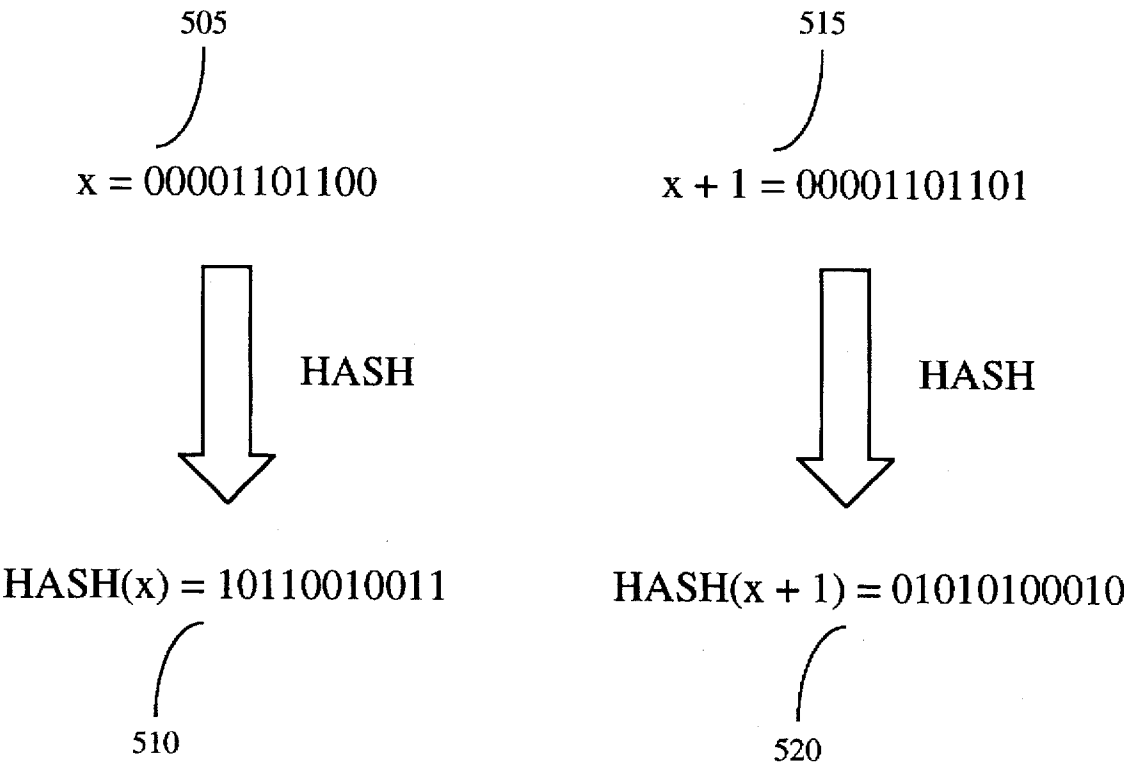 505
515
x = 00001101100
x + 1 = 00001101101
HASH
HASH
HASH(x) = 10110010011
HASH(x + 1) = 01010100010
510
520